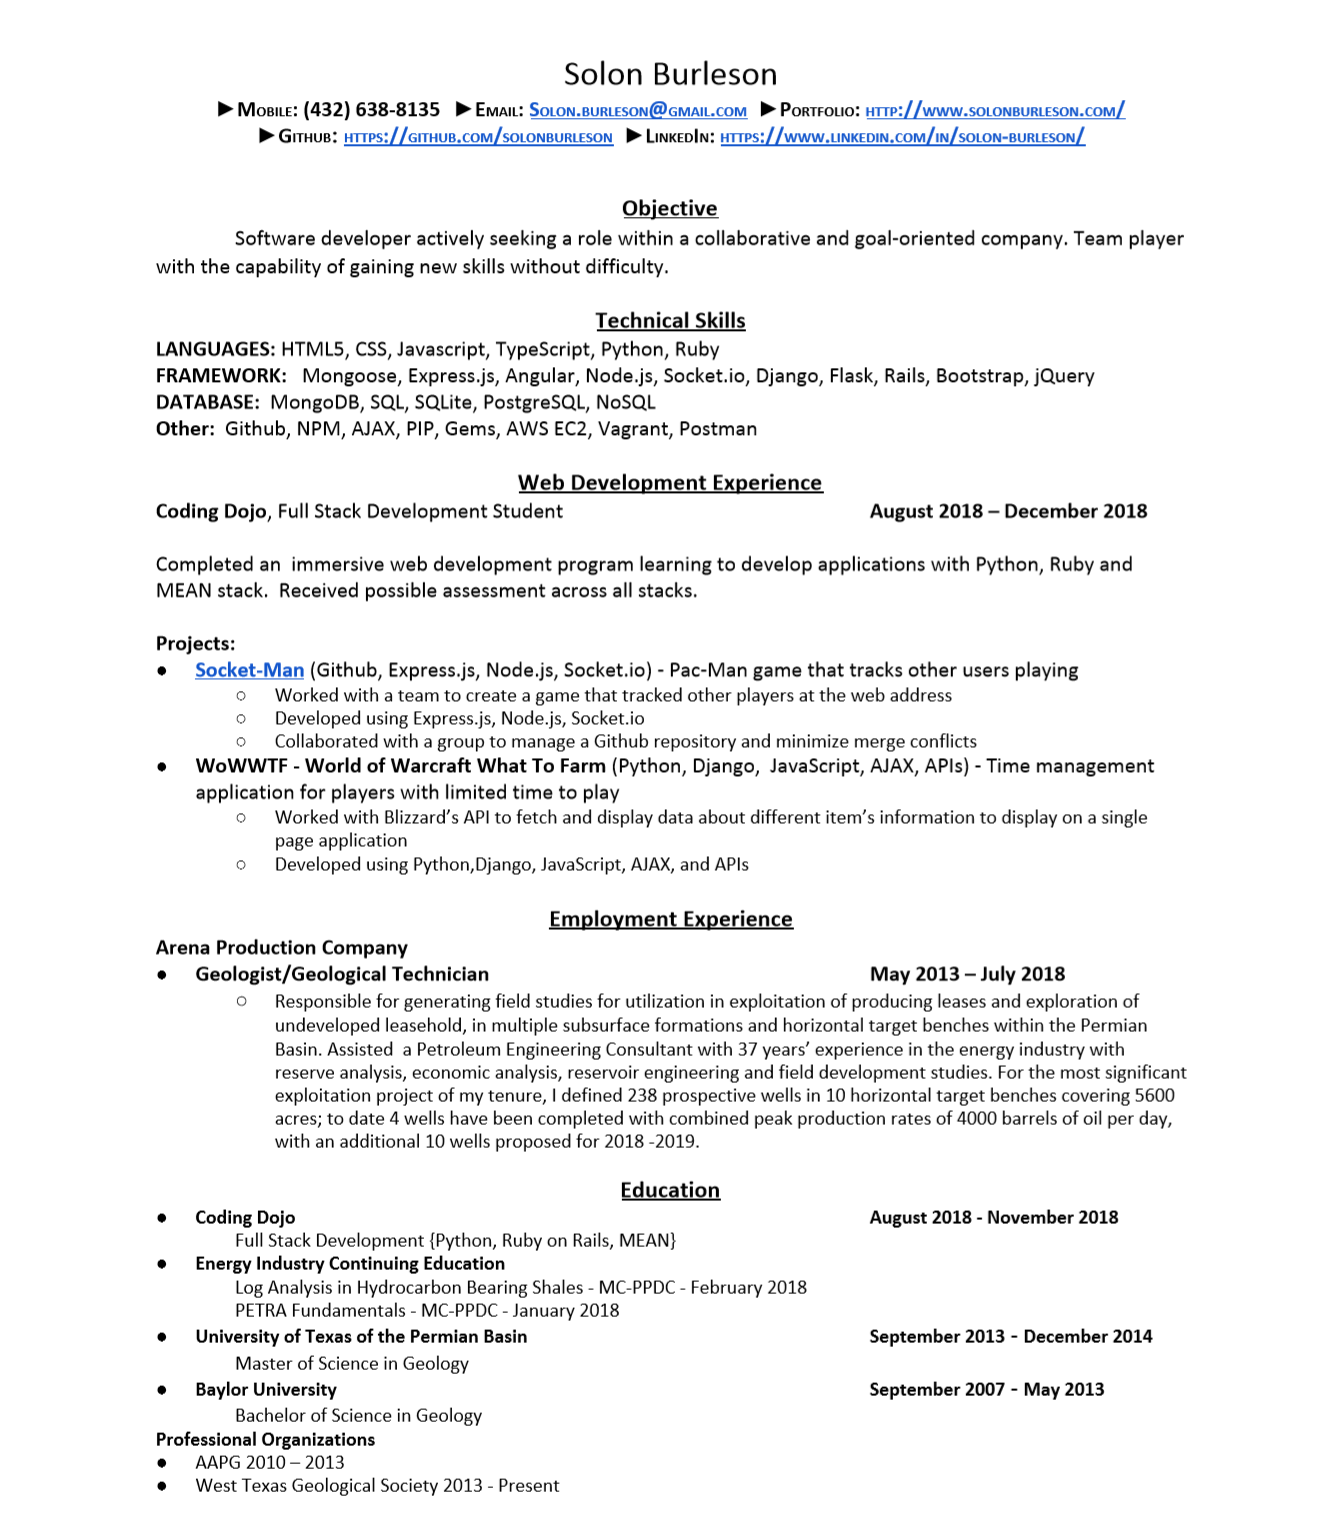 Solon Burleson
►Mobile: (432) 638-8135 ►Email: Solon.burleson@gmail.com ►Portfolio: http://www.solonburleson.com/
►Github: https://github.com/solonburleson ►LinkedIn: https://www.linkedin.com/in/solon-burleson/
Objective
Software developer actively seeking a role within a collaborative and goal-oriented company. Team player
with the capability of gaining new skills without difficulty.
Technical Skills
LANGUAGES: HTML5, CSS, Javascript, TypeScript, Python, Ruby
FRAMEWORK: Mongoose, Express.js, Angular, Node.js, Socket.io, Django, Flask, Rails, Bootstrap, jQuery
DATABASE: MongoDB, SQL, SQLite, PostgreSQL, NoSQL
Other: Github, NPM, AJAX, PIP, Gems, AWS EC2, Vagrant, Postman
Web Development Experience
Coding Dojo, Full Stack Development Student August 2018 – December 2018
Completed an immersive web development program learning to develop applications with Python, Ruby and
MEAN stack. Received possible assessment across all stacks.
Projects:
● Socket-Man (Github, Express.js, Node.js, Socket.io) - Pac-Man game that tracks other users playing
○ Worked with a team to create a game that tracked other players at the web address
○ Developed using Express.js, Node.js, Socket.io
○ Collaborated with a group to manage a Github repository and minimize merge conflicts
● WoWWTF - World of Warcraft What To Farm (Python, Django, JavaScript, AJAX, APIs) - Time management
application for players with limited time to play
○ Worked with Blizzard’s API to fetch and display data about different item’s information to display on a single
page application
○ Developed using Python,Django, JavaScript, AJAX, and APIs
Employment Experience
Arena Production Company
● Geologist/Geological Technician May 2013 – July 2018
○ Responsible for generating field studies for utilization in exploitation of producing leases and exploration of
undeveloped leasehold, in multiple subsurface formations and horizontal target benches within the Permian
Basin. Assisted a Petroleum Engineering Consultant with 37 years’ experience in the energy industry with
reserve analysis, economic analysis, reservoir engineering and field development studies. For the most significant
exploitation project of my tenure, I defined 238 prospective wells in 10 horizontal target benches covering 5600
acres; to date 4 wells have been completed with combined peak production rates of 4000 barrels of oil per day,
with an additional 10 wells proposed for 2018 -2019.
Education
● Coding Dojo August 2018 - November 2018
Full Stack Development {Python, Ruby on Rails, MEAN}
● Energy Industry Continuing Education
Log Analysis in Hydrocarbon Bearing Shales - MC-PPDC - February 2018
PETRA Fundamentals - MC-PPDC - January 2018
● University of Texas of the Permian Basin September 2013 - December 2014
Master of Science in Geology
● Baylor University September 2007 - May 2013
Bachelor of Science in Geology
Professional Organizations
● AAPG 2010 – 2013
● West Texas Geological Society 2013 - Present